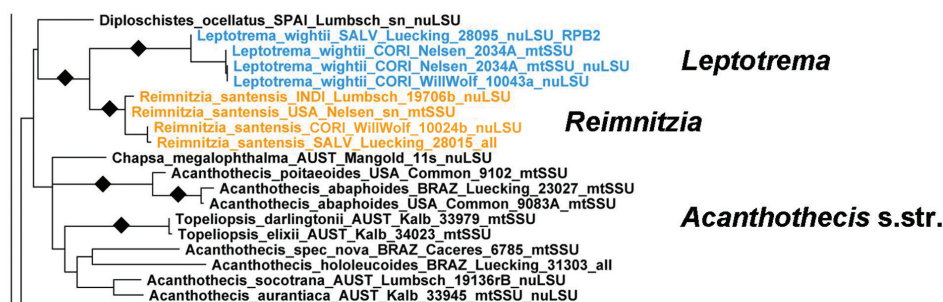 Diploschistes_ocellatus_SPAI_Lumbsch_sn_nuLSU
Leptotrema_wightii_SALV_Luecking_28095_nuLSU_RPB2
Leptotrema_wightii_CORI_Nelsen_2034A_mtSSU
Leptotrema_wightii_CORI_Nelsen_2034A_mtSSU_nuLSU
Leptotrema_wightii_CORI_WillWolf_10043a_nuLSU
Leptotrema
Reimnitzia_santensis_INDI_Lumbsch_19706b_nuLSU
Reimnitzia_santensis_USA_Nelsen_sn_mtSSU
Reimnitzia_santensis_CORI_WillWolf_10024b_nuLSU
Reimnitzia_santensis_SALV_Luecking_28015_all
Reimnitzia
Chapsa_megalophthalma_AUST_Mangold_11s_nuLSU
Acanthothecis_poitaeoides_USA_Common_9102_mtSSU
Acanthothecis_abaphoides_BRAZ_Luecking_23027_mtSSU
Acanthothecis_abaphoides_USA_Common_9083A_mtSSU
Topeliopsis_darlingtonii_AUST_Kalb_33979_mtSSU
Topeliopsis_elixii_AUST_Kalb_34023_mtSSU
Acanthothecis s.str.
Acanthothecis_spec_nova_BRAZ_Caceres_6785_mtSSU
Acanthothecis_hololeucoides_BRAZ_Luecking_31303_all
Acanthothecis_socotrana_AUST_Lumbsch_19136rB_nuLSU
Acanthothecis_aurantiaca_AUST_Kalb_33945_mtSSU_nuLSU